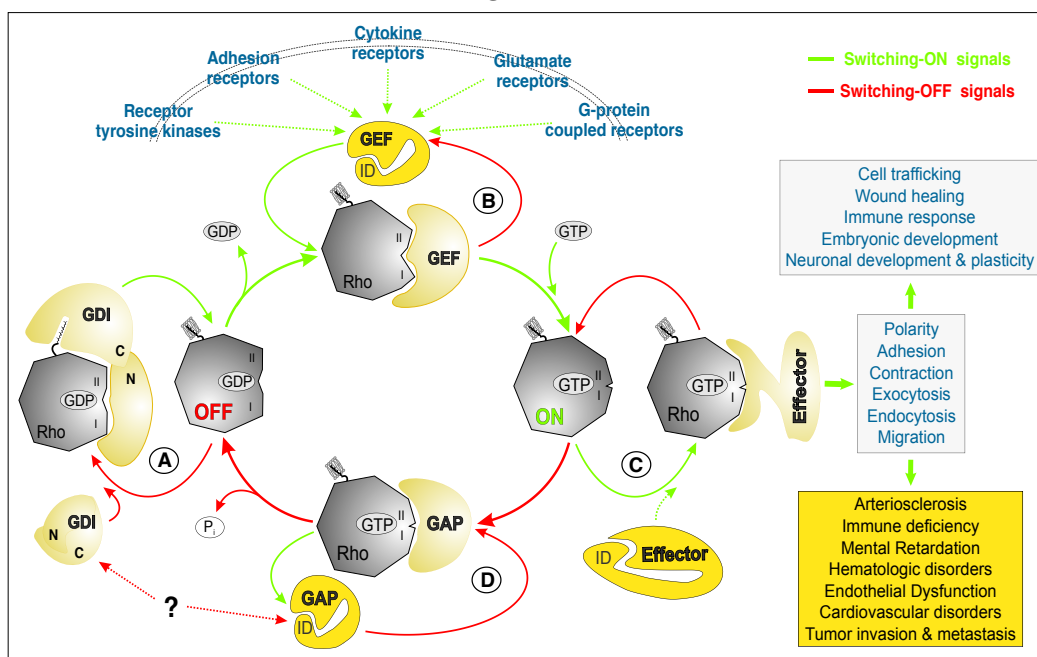 Cytokine
receptors
Adhesion
receptors
Glutamate
receptors
Receptor
tyrosine kinases
G-protein
coupled receptors
Switching-ON signals
Switching-OFF signals
GEF
ID
B
II
I
Rho
GEF
GDP
GTP
Cell trafficking
Wound healing
Immune response
Embryonic development
Neuronal development & plasticity
GDI
C
N
II
GDP
I
Rho
II
GDP
I
OFF
A
II
GTP
I
ON
C
II
GTP
I
Rho
Effector
Polarity
Adhesion
Contraction
Exocytosis
Endocytosis
Migration
GDI
N
C
Pi
II
GTP
I
Rho
GAP
D
GAP
ID
?
ID
Effector
Arteriosclerosis
Immune deficiency
Mental Retardation
Hematologic disorders
Endothelial Dysfunction
Cardiovascular disorders
Tumor invasion & metastasis